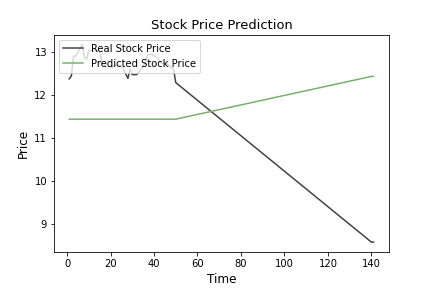 Stock Price Prediction
Real Stock Price
Predicted Stock Price
Price
13
12
11
10
9
0 20 40 60 80 100 120 140
Time